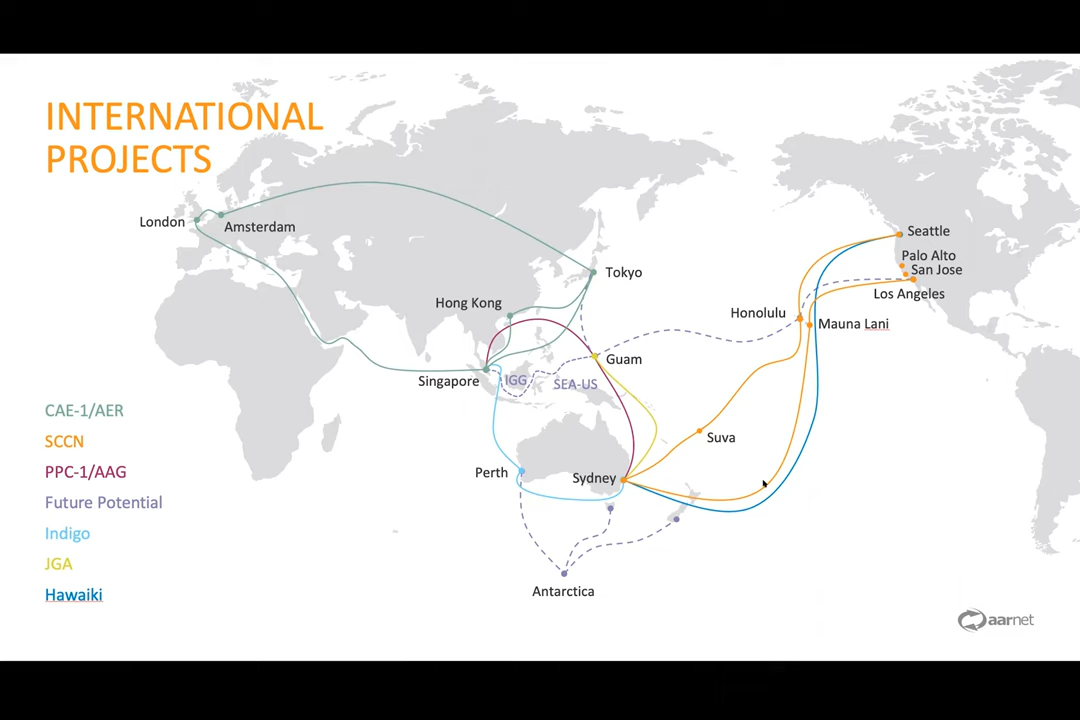 INTERNATIONAL
PROJECTS
London
Amsterdam
Tokyo
Hong Kong
Singapore
IGG
SEA-US
Guam
Honolulu
Mauna Lani
Seattle
Palo Alto
San Jose
Los Angeles
Suva
Perth
Sydney
Antarctica
CAE-1/AER
SCCN
PPC-1/AAG
Future Potential
Indigo
JGA
Hawaiki
aarnet